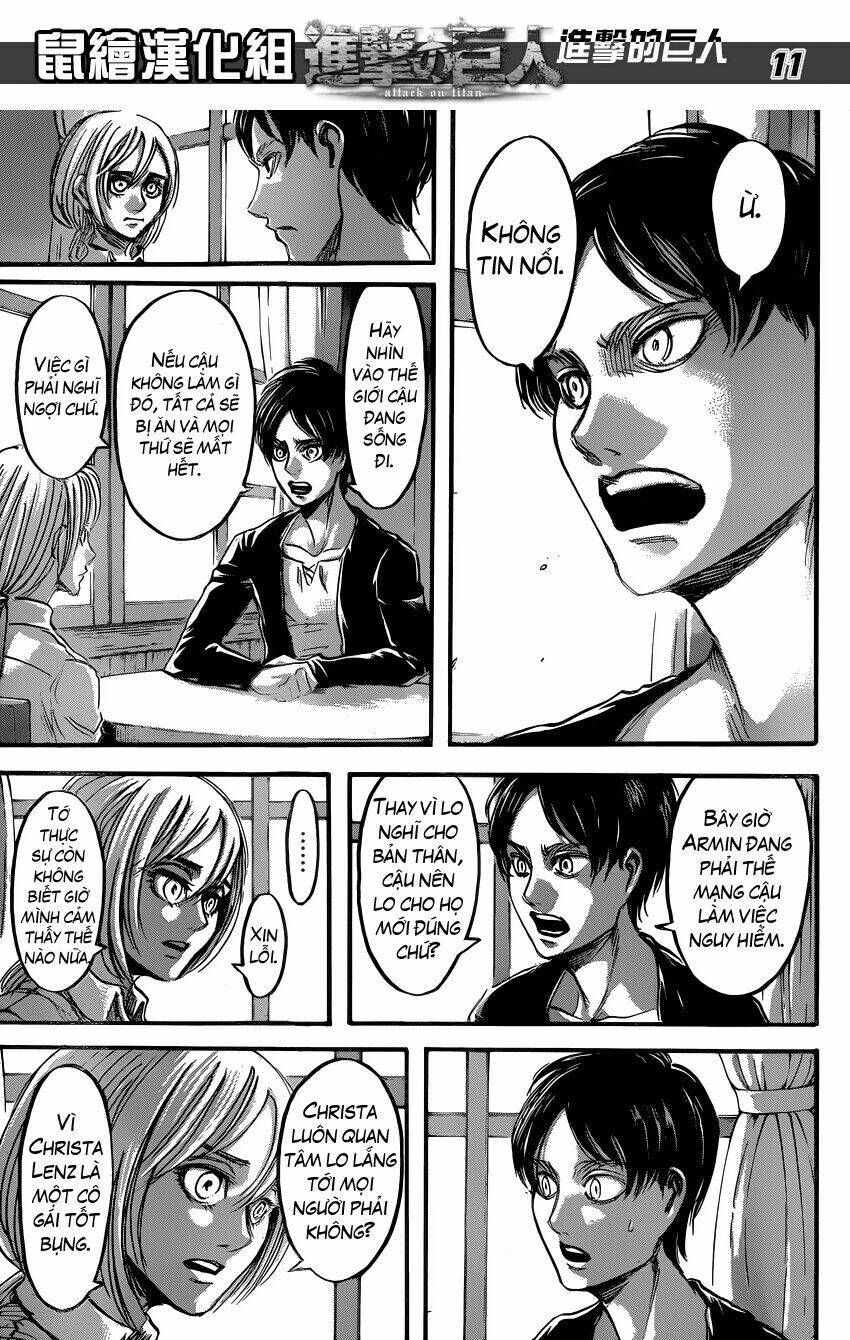 鼠繪漢化組
進撃の巨人
attack on titan
進擊的巨人
11
Ừ.
KHÔNG
TIN NỔI.
HÃY
NHÌN
VÀO THẾ
GIỚI CẬU
ĐANG
SỐNG
ĐI.
NẾU CẬU
KHÔNG LÀM GÌ
ĐÓ, TẤT CẢ SẼ
BỊ ĂN VÀ MỌI
THỨ SẼ MẤT
HẾT.
VIỆC GÌ
PHẢI NGHĨ
NGỢI CHỨ.
BÂY GIỜ
ARMIN ĐANG
PHẢI THẾ
MẠNG CẬU
LÀM VIỆC
NGUY HIỂM.
THAY VÌ LO
NGHĨ CHO
BẢN THÂN,
CẬU NÊN
LO CHO HỌ
MỚI ĐÚNG
CHỨ?
......
XIN
LỖI.
TỚ
THỰC
SỰ CÒN
KHÔNG
BIẾT GIỜ
MÌNH CẢM
THẤY THẾ
NÀO NỮA.
CHRISTA
LUÔN QUAN
TÂM LO LẮNG
TỚI MỌI
NGƯỜI PHẢI
KHÔNG?
VÌ
CHRISTA
LENZ LÀ
MỘT CÔ
GÁI TỐT
BỤNG.